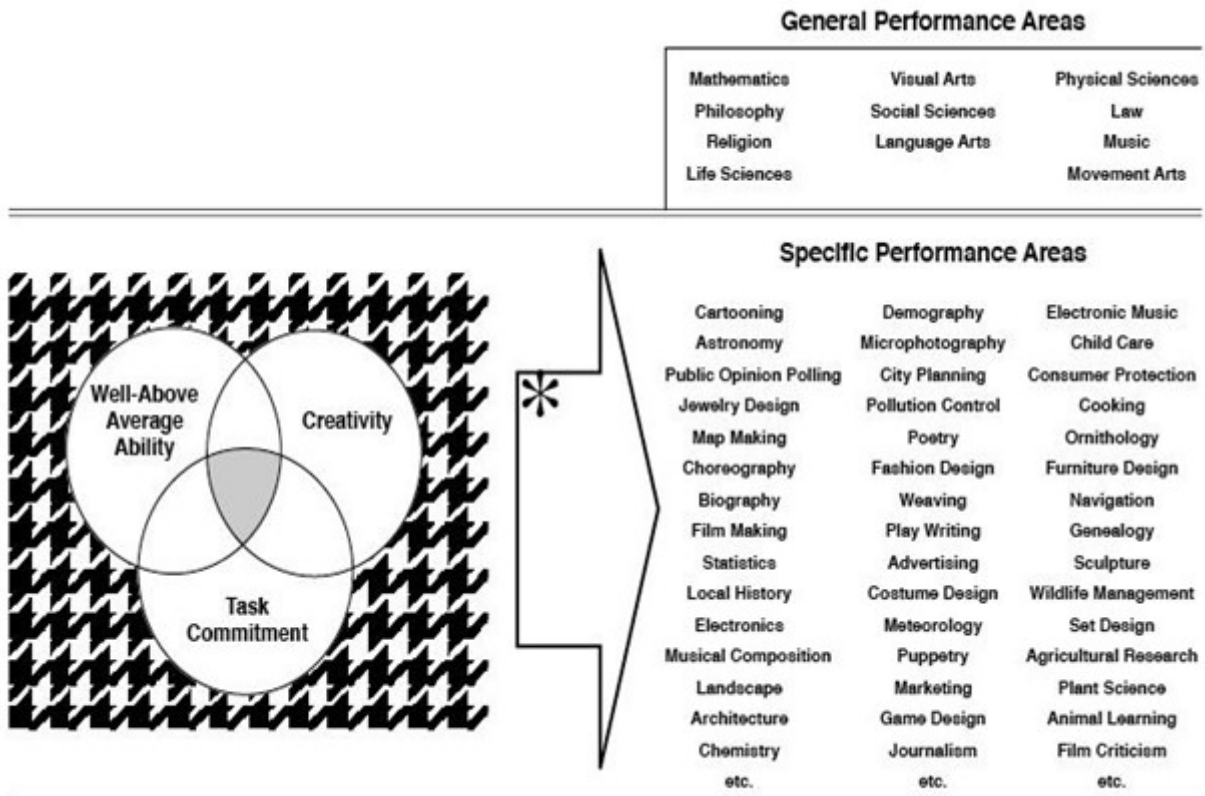 General Performance Areas
Mathematics Visual Arts Physical Sciences
Philosophy Social Sciences Law
Religion Language Arts Music
Life Sciences Movement Arts
Specific Performance Areas
Well-Above
Average
Ability
Creativity
Task
Commitment
*
Cartooning Demography Electronic Music
Astronomy Microphotography Child Care
Public Opinion Polling City Planning Consumer Protection
Jewelry Design Pollution Control Cooking
Map Making Poetry Ornithology
Choreography Fashion Design Furniture Design
Biography Weaving Navigation
Film Making Play Writing Genealogy
Statistics Advertising Sculpture
Local History Costume Design Wildlife Management
Electronics Meteorology Set Design
Musical Composition Puppetry Agricultural Research
Landscape Marketing Plant Science
Architecture Game Design Animal Learning
Chemistry Journalism Film Criticism
etc. etc. etc.